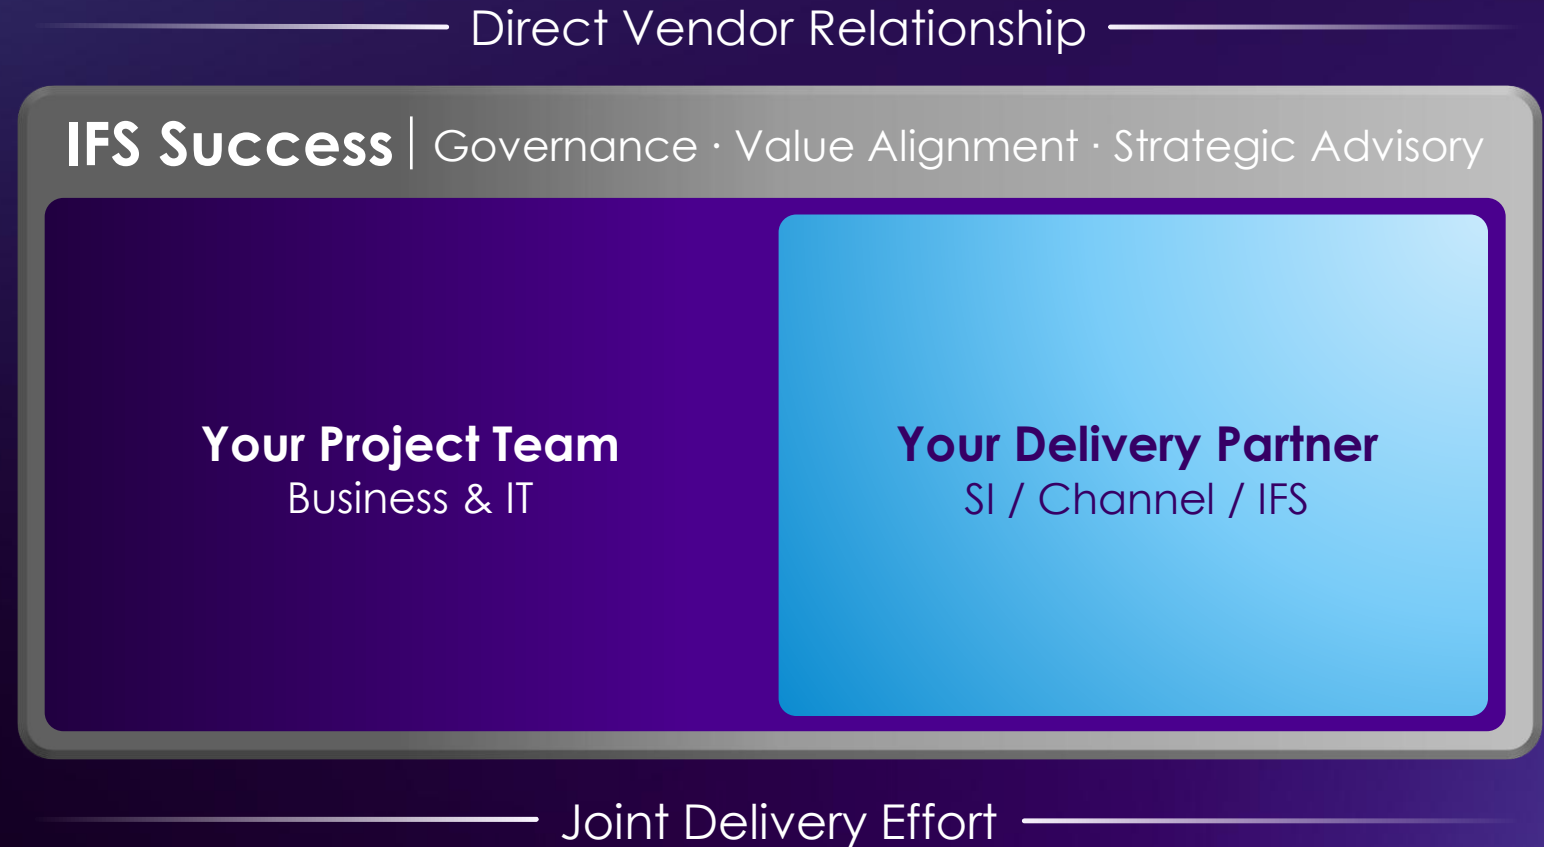 Direct Vendor Relationship
IFS Success | Governance · Value Alignment · Strategic Advisory
Your Project Team
Business & IT
Your Delivery Partner
SI / Channel / IFS
Joint Delivery Effort